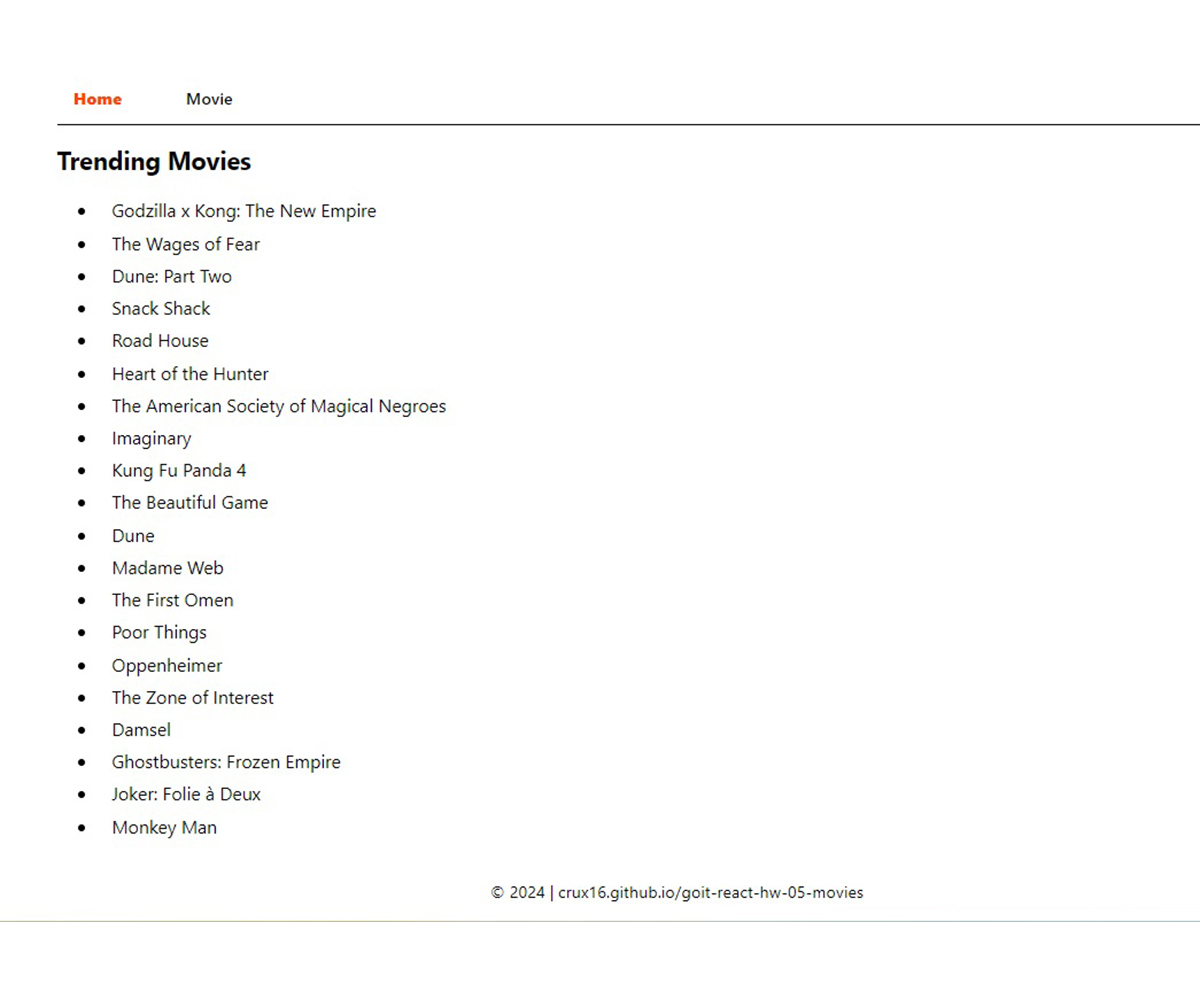 Home Movie
Trending Movies
Godzilla x Kong: The New Empire
The Wages of Fear
Dune: Part Two
Snack Shack
Road House
Heart of the Hunter
The American Society of Magical Negroes
Imaginary
Kung Fu Panda 4
The Beautiful Game
Dune
Madame Web
The First Omen
Poor Things
Oppenheimer
The Zone of Interest
Damsel
Ghostbusters: Frozen Empire
Joker: Folie à Deux
Monkey Man
© 2024 | crux16.github.io/goit-react-hw-05-movies